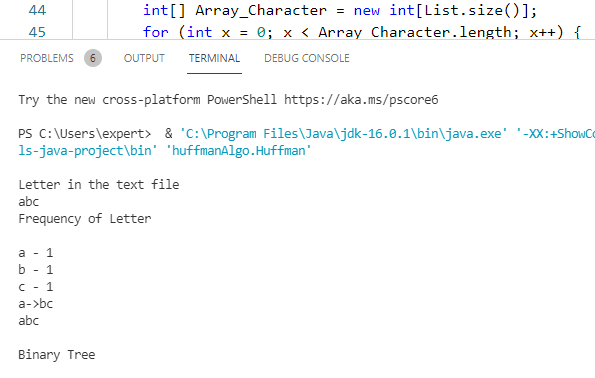 44 int[] Array_Character = new int[List.size()];
45 for (int x = 0; x < Array_Character.length; x++) {
PROBLEMS 6 OUTPUT TERMINAL DEBUG CONSOLE
Try the new cross-platform PowerShell https://aka.ms/pscore6
PS C:\Users\expert> & 'C:\Program Files\Java\jdk-16.0.1\bin\java.exe' '-XX:+ShowCo
ls-java-project\bin' 'huffmanAlgo.Huffman'
Letter in the text file
abc
Frequency of Letter
a - 1
b - 1
c - 1
a->bc
abc
Binary Tree